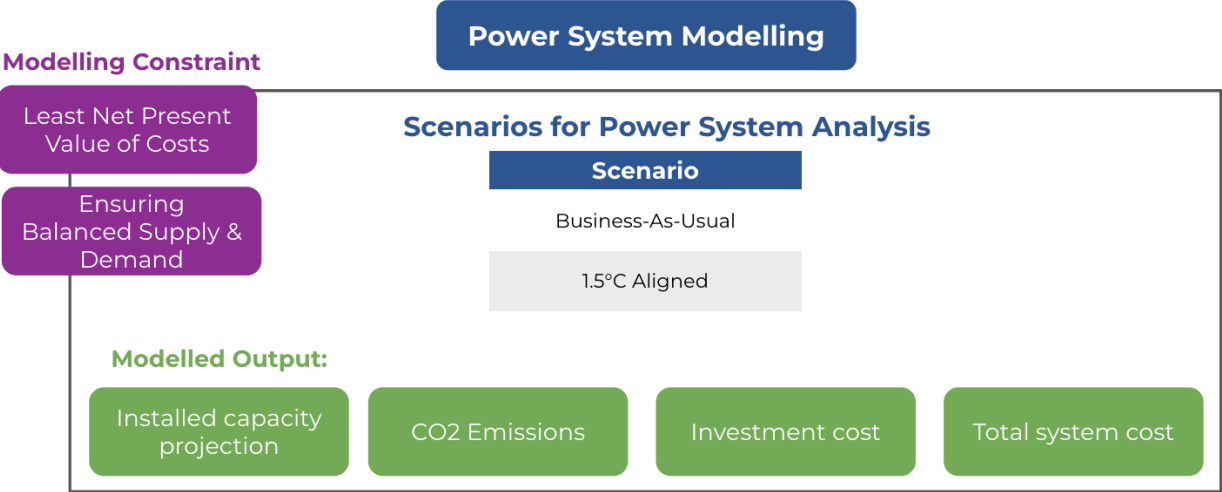 Power System Modelling
Modelling Constraint
Least Net Present
Value of Costs
Ensuring
Balanced Supply &
Demand
Scenarios for Power System Analysis
Scenario
Business-As-Usual
1.5°C Aligned
Modelled Output:
Installed capacity
projection
CO2 Emissions
Investment cost
Total system cost